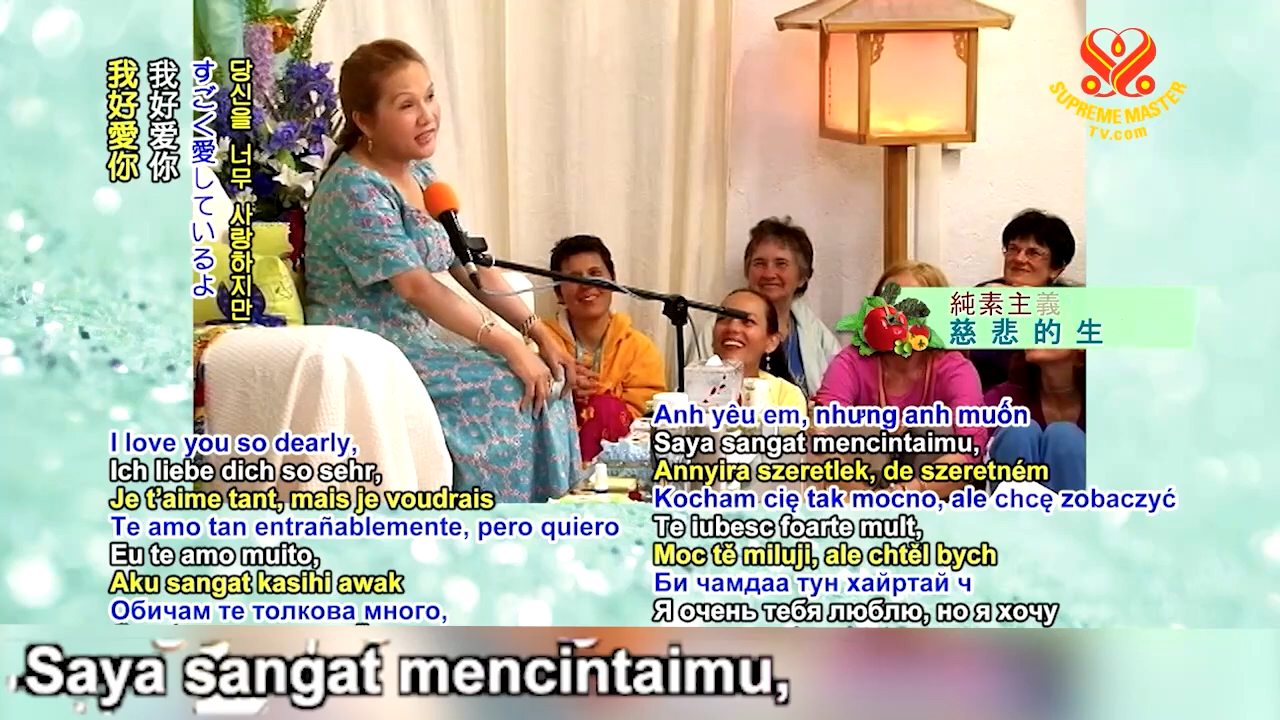 我好愛你
我好爱你
すごく愛しているよ
당신을 너무 사랑하지만
SUPREME MASTER
TV.com
純素主義
慈悲的生
I love you so dearly,
Ich liebe dich so sehr,
Je t'aime tant, mais je voudrais
Te amo tan entrañablemente, pero quiero
Eu te amo muito,
Aku sangat kasihi awak
Обичам те толкова много,
Anh yêu em, nhưng anh muốn
Saya sangat mencintaimu,
Annyira szeretlek, de szeretném
Kocham cię tak mocno, ale chcę zobaczyć
Te iubesc foarte mult,
Moc tě miluji, ale chtěl bych
Би чамдаа тун хайртай ч
Я очень тебя люблю, но я хочу
Saya sangat mencintaimu,